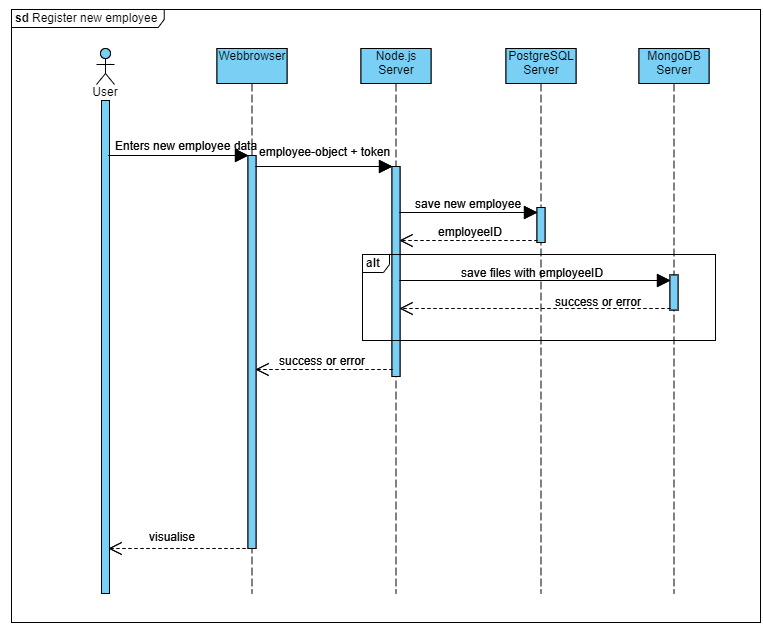 sd Register new employee
Webbrowser
Node.js
Server
PostgreSQL
Server
MongoDB
Server
User
Enters new employee data
employee-object + token
save new employee
employeeID
alt
save files with employeeID
success or error
success or error
visualise